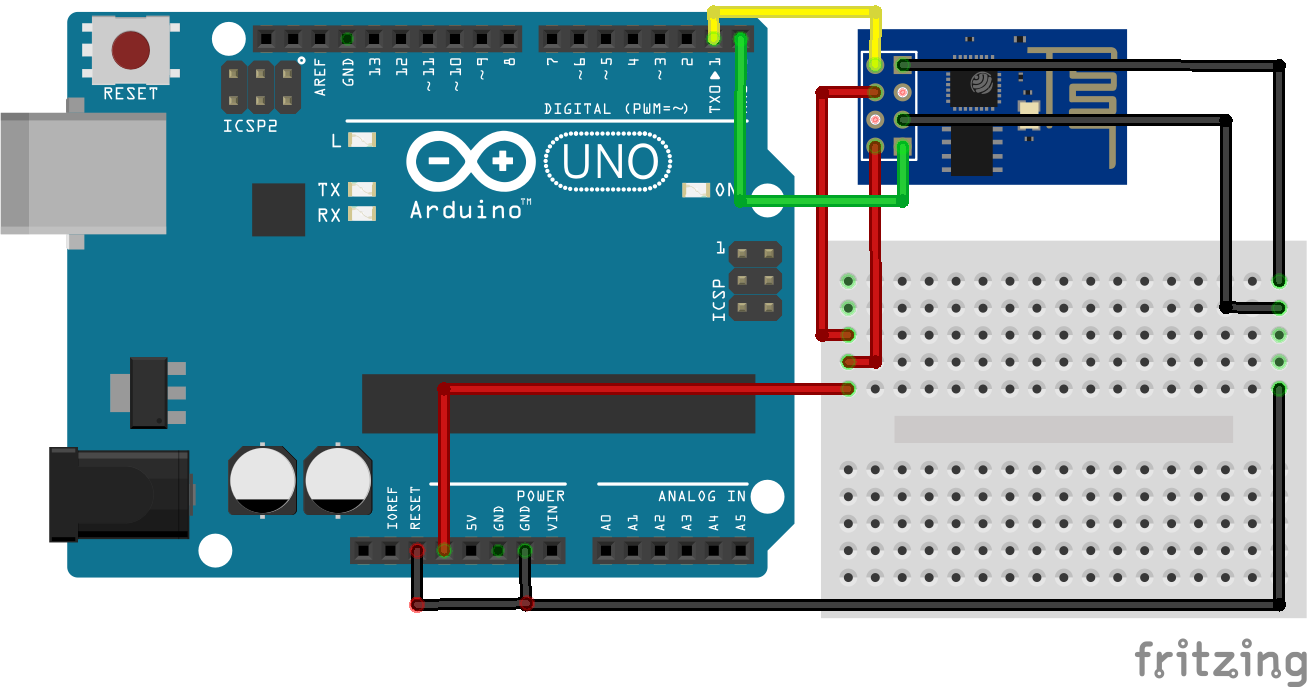 RESET
ICSP2
AREF
GND
13
12
~11
~10
~9
8
7
~6
~5
4
~3
2
TX0▶1
DIGITAL (PWM=~)
L
TX
RX
UNO
ON
Arduino™
1
ICSP
IOREF
RESET
5V
GND
GND
VIN
POWER
ANALOG IN
A0
A1
A2
A3
A4
A5
fritzing